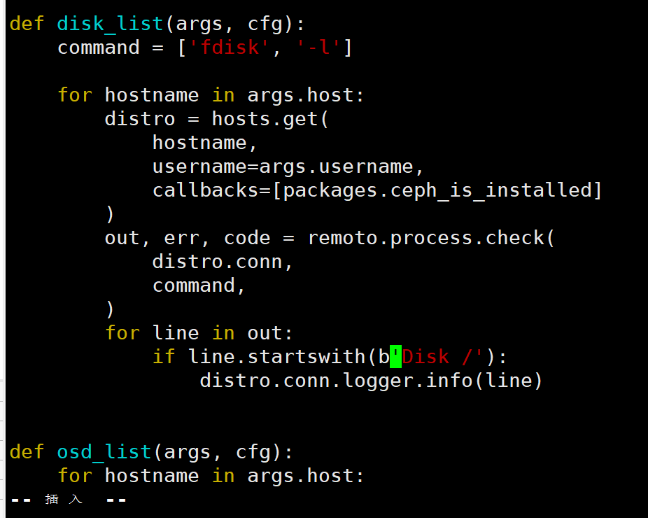 def disk_list(args, cfg):
    command = ['fdisk', '-l']

    for hostname in args.host:
        distro = hosts.get(
            hostname,
            username=args.username,
            callbacks=[packages.ceph_is_installed]
        )
        out, err, code = remoto.process.check(
            distro.conn,
            command,
        )
        for line in out:
            if line.startswith(b'Disk /'):
                distro.conn.logger.info(line)


def osd_list(args, cfg):
    for hostname in args.host:
-- 插入 --